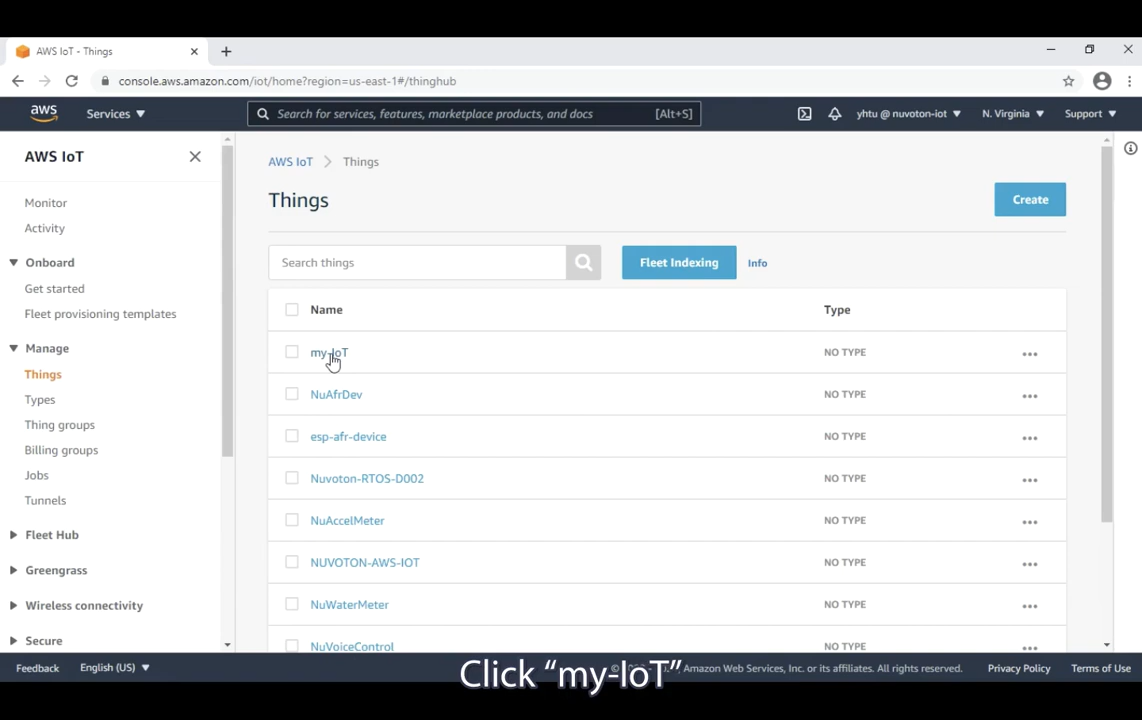 AWS IoT - Things
console.aws.amazon.com/iot/home?region=us-east-1#/thinghub
aws Services Search for services, features, marketplace products, and docs [Alt+S] yhtu @ nuvoton-iot N. Virginia Support
AWS IoT
Monitor
Activity
Onboard
Get started
Fleet provisioning templates
Manage
Things
Types
Thing groups
Billing groups
Jobs
Tunnels
Fleet Hub
Greengrass
Wireless connectivity
Secure
AWS IoT > Things
Things
Create
Search things
Fleet Indexing
Info
Name Type
my-IoT NO TYPE
NuAfrDev NO TYPE
esp-afr-device NO TYPE
Nuvoton-RTOS-D002 NO TYPE
NuAccelMeter NO TYPE
NUVOTON-AWS-IOT NO TYPE
NuWaterMeter NO TYPE
NuVoiceControl NO TYPE
Feedback English (US) Amazon Web Services, Inc. or its affiliates. All rights reserved. Privacy Policy Terms of Use
Click “my-IoT”